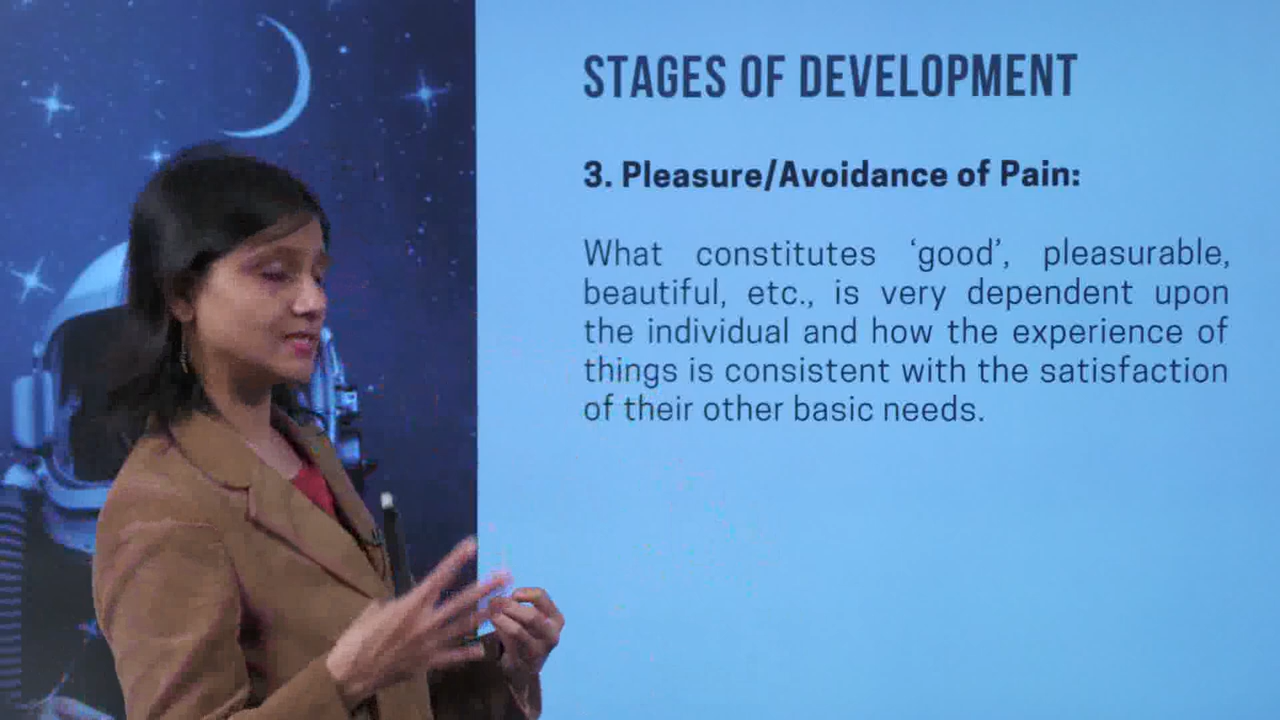 STAGES OF DEVELOPMENT
3. Pleasure/Avoidance of Pain:
What constitutes ‘good’, pleasurable,
beautiful, etc., is very dependent upon
the individual and how the experience of
things is consistent with the satisfaction
of their other basic needs.